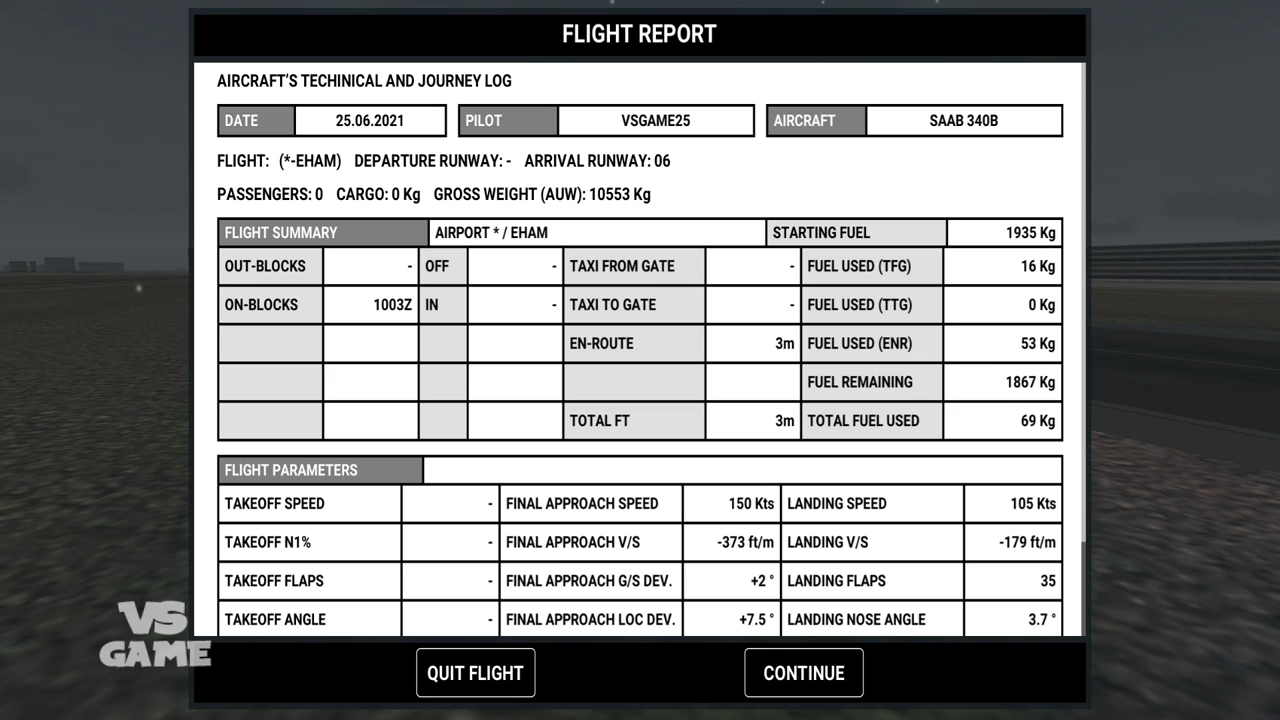 FLIGHT REPORT
AIRCRAFT'S TECHINICAL AND JOURNEY LOG
DATE 25.06.2021 PILOT VSGAME25 AIRCRAFT SAAB 340B
FLIGHT: (*-EHAM) DEPARTURE RUNWAY: - ARRIVAL RUNWAY: 06
PASSENGERS: 0 CARGO: 0 Kg GROSS WEIGHT (AUW): 10553 Kg
FLIGHT SUMMARY AIRPORT * / EHAM STARTING FUEL 1935 Kg
OUT-BLOCKS - OFF - TAXI FROM GATE - FUEL USED (TFG) 16 Kg
ON-BLOCKS 1003Z IN - TAXI TO GATE - FUEL USED (TTG) 0 Kg
EN-ROUTE 3m FUEL USED (ENR) 53 Kg
FUEL REMAINING 1867 Kg
TOTAL FT 3m TOTAL FUEL USED 69 Kg
FLIGHT PARAMETERS
TAKEOFF SPEED - FINAL APPROACH SPEED 150 Kts LANDING SPEED 105 Kts
TAKEOFF N1% - FINAL APPROACH V/S -373 ft/m LANDING V/S -179 ft/m
TAKEOFF FLAPS - FINAL APPROACH G/S DEV. +2 ° LANDING FLAPS 35
TAKEOFF ANGLE - FINAL APPROACH LOC DEV. +7.5 ° LANDING NOSE ANGLE 3.7 °
VS
GAME
QUIT FLIGHT CONTINUE